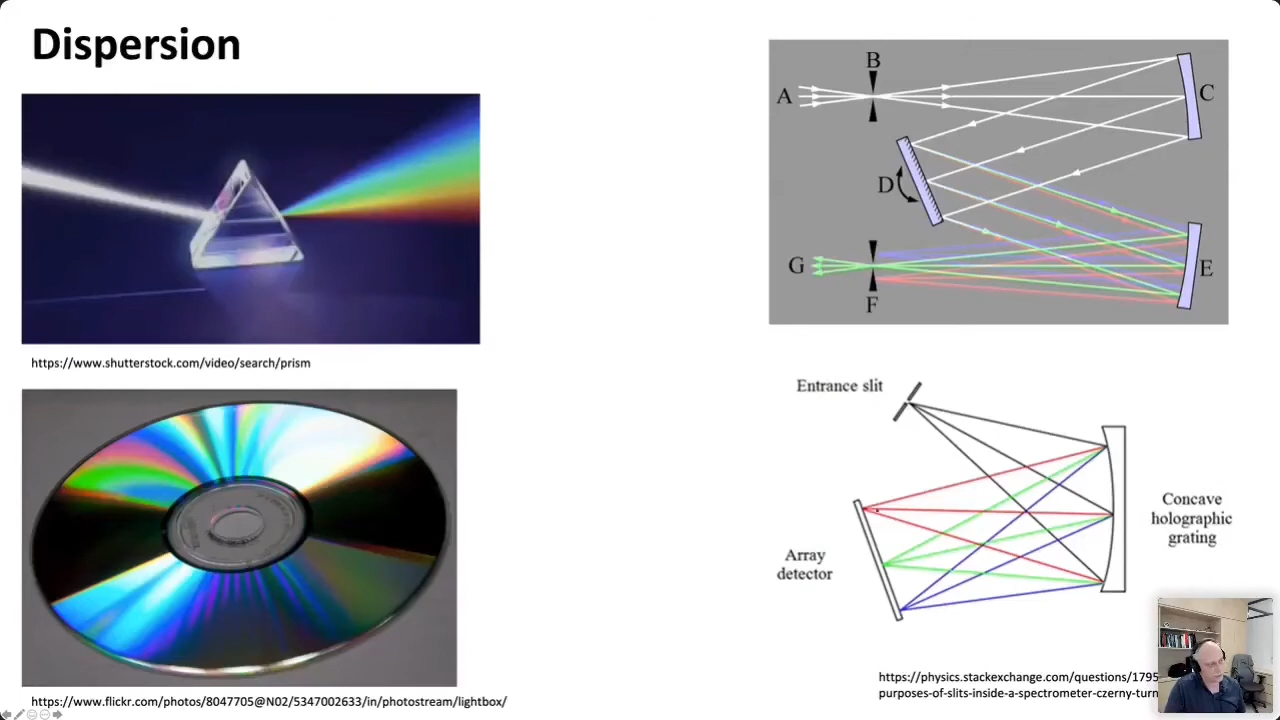 Dispersion
https://www.shutterstock.com/video/search/prism
https://www.flickr.com/photos/8047705@N02/5347002633/in/photostream/lightbox/
A
B
C
D
E
G
F
Entrance slit
Concave
holographic
grating
Array
detector
https://physics.stackexchange.com/questions/1795
purposes-of-slits-inside-a-spectrometer-czerny-turn